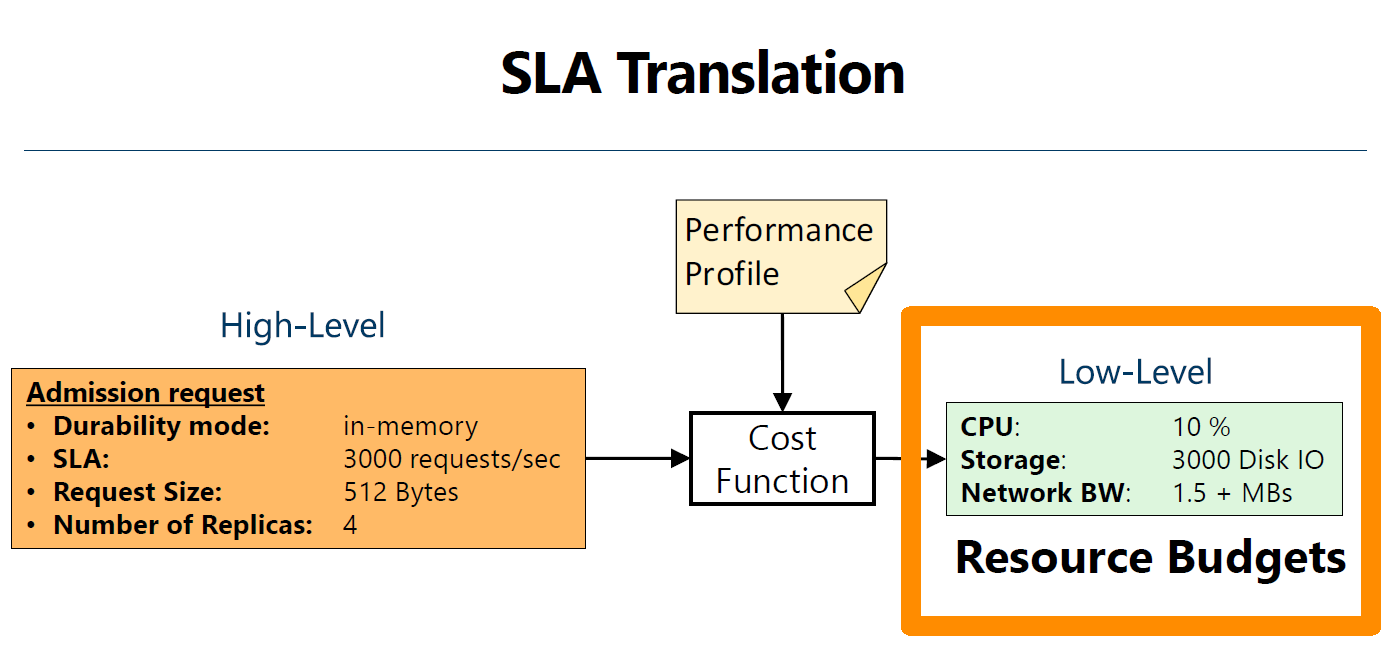 SLA Translation
Performance
Profile
High-Level
Admission request
• Durability mode: in-memory
• SLA: 3000 requests/sec
• Request Size: 512 Bytes
• Number of Replicas: 4
Cost
Function
Low-Level
CPU: 10 %
Storage: 3000 Disk IO
Network BW: 1.5 + MBs
Resource Budgets